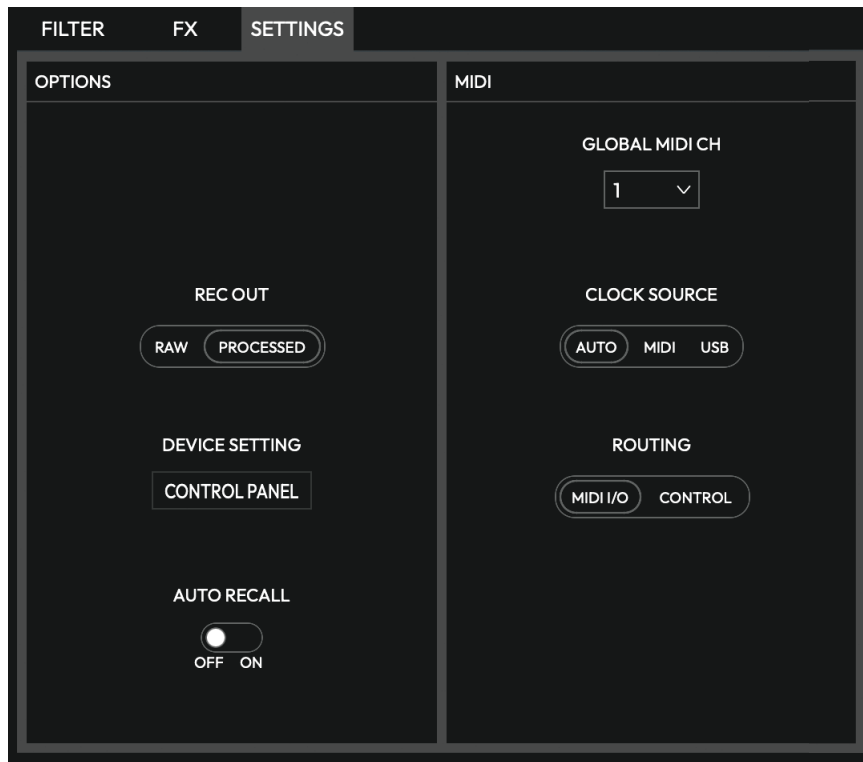 FILTER FX SETTINGS
OPTIONS
REC OUT
RAW PROCESSED
DEVICE SETTING
CONTROL PANEL
AUTO RECALL
OFF ON
MIDI
GLOBAL MIDI CH
1
CLOCK SOURCE
AUTO MIDI USB
ROUTING
MIDI I/O CONTROL